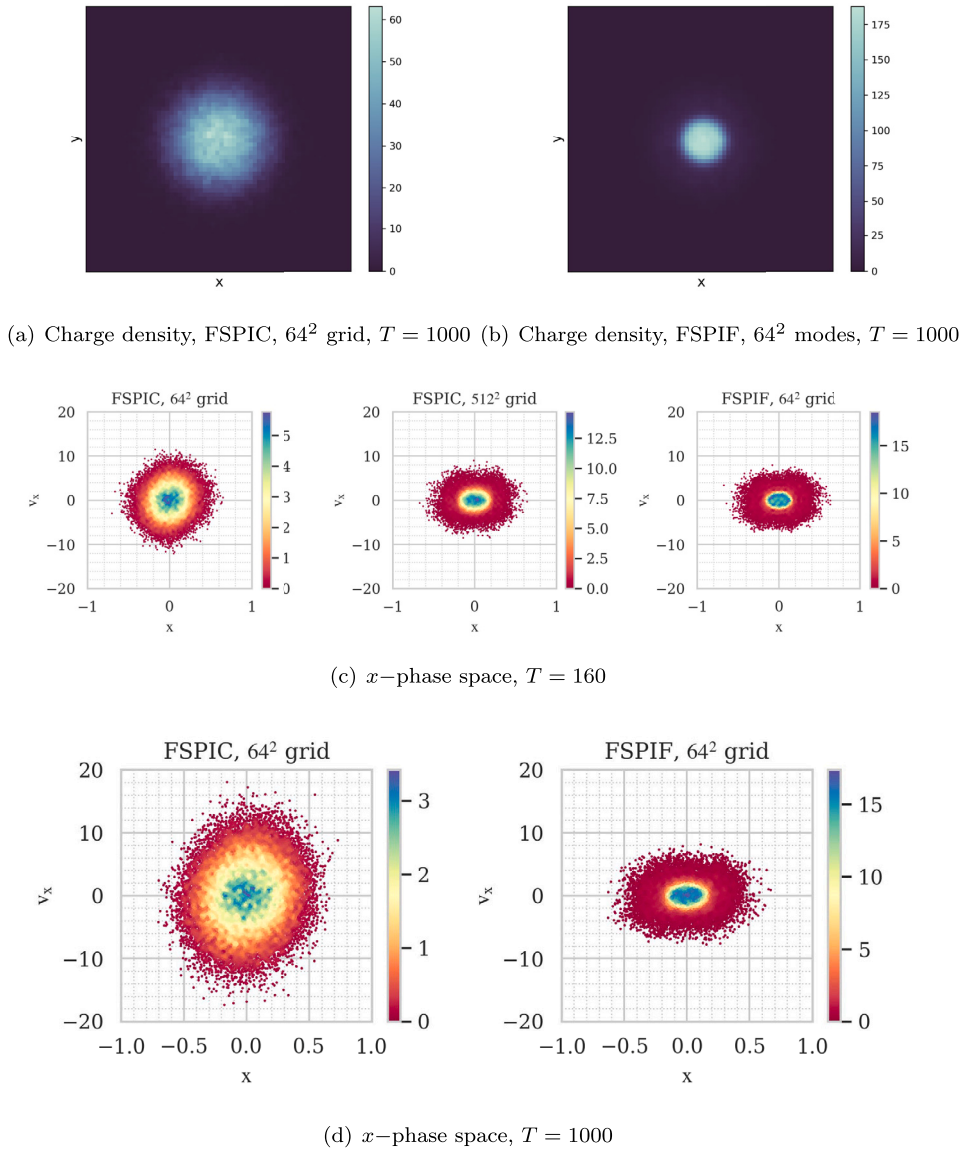 60
50
40
30
20
10
0
y
x
175
150
125
100
75
50
25
0
y
x
(a) Charge density, FSPIC, 64² grid, T = 1000 (b) Charge density, FSPIF, 64² modes, T = 1000
FSPIC, 64² grid
20
10
0
−10
−20
−1 0 1
vₓ
x
5
4
3
2
1
0
FSPIC, 512² grid
20
10
0
−10
−20
−1 0 1
vₓ
x
12.5
10.0
7.5
5.0
2.5
0.0
FSPIF, 64² grid
20
10
0
−10
−20
−1 0 1
vₓ
x
15
10
5
0
(c) x−phase space, T = 160
FSPIC, 64² grid
20
10
0
−10
−20
−1.0 −0.5 0.0 0.5 1.0
vₓ
x
3
2
1
0
FSPIF, 64² grid
20
10
0
−10
−20
−1.0 −0.5 0.0 0.5 1.0
vₓ
x
15
10
5
0
(d) x−phase space, T = 1000